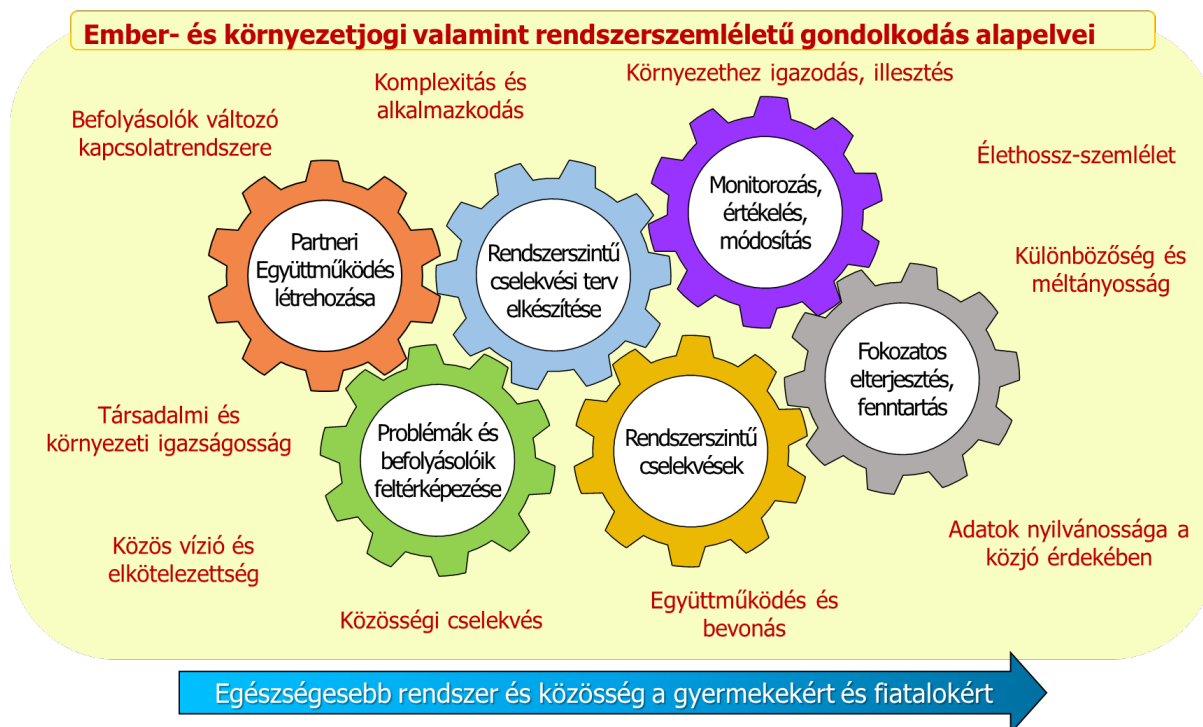 Ember- és környezetjogi valamint rendszerszemléletű gondolkodás alapelvei
Befolyásolók változó
kapcsolatrendszere
Komplexitás és
alkalmazkodás
Környezethez igazodás, illesztés
Élethossz-szemlélet
Különbözőség és
méltányosság
Partneri
Együttműködés
létrehozása
Rendszerszintű
cselekvési terv
elkészítése
Monitorozás,
értékelés,
módosítás
Fokozatos
elterjesztés,
fenntartás
Problémák és
befolyásolóik
feltérképezése
Rendszerszintű
cselekvések
Társadalmi és
környezeti igazságosság
Közös vízió és
elkötelezettség
Közösségi cselekvés
Együttműködés és
bevonás
Adatok nyilvánossága a
közjó érdekében
Egészségesebb rendszer és közösség a gyermekekért és fiatalokért